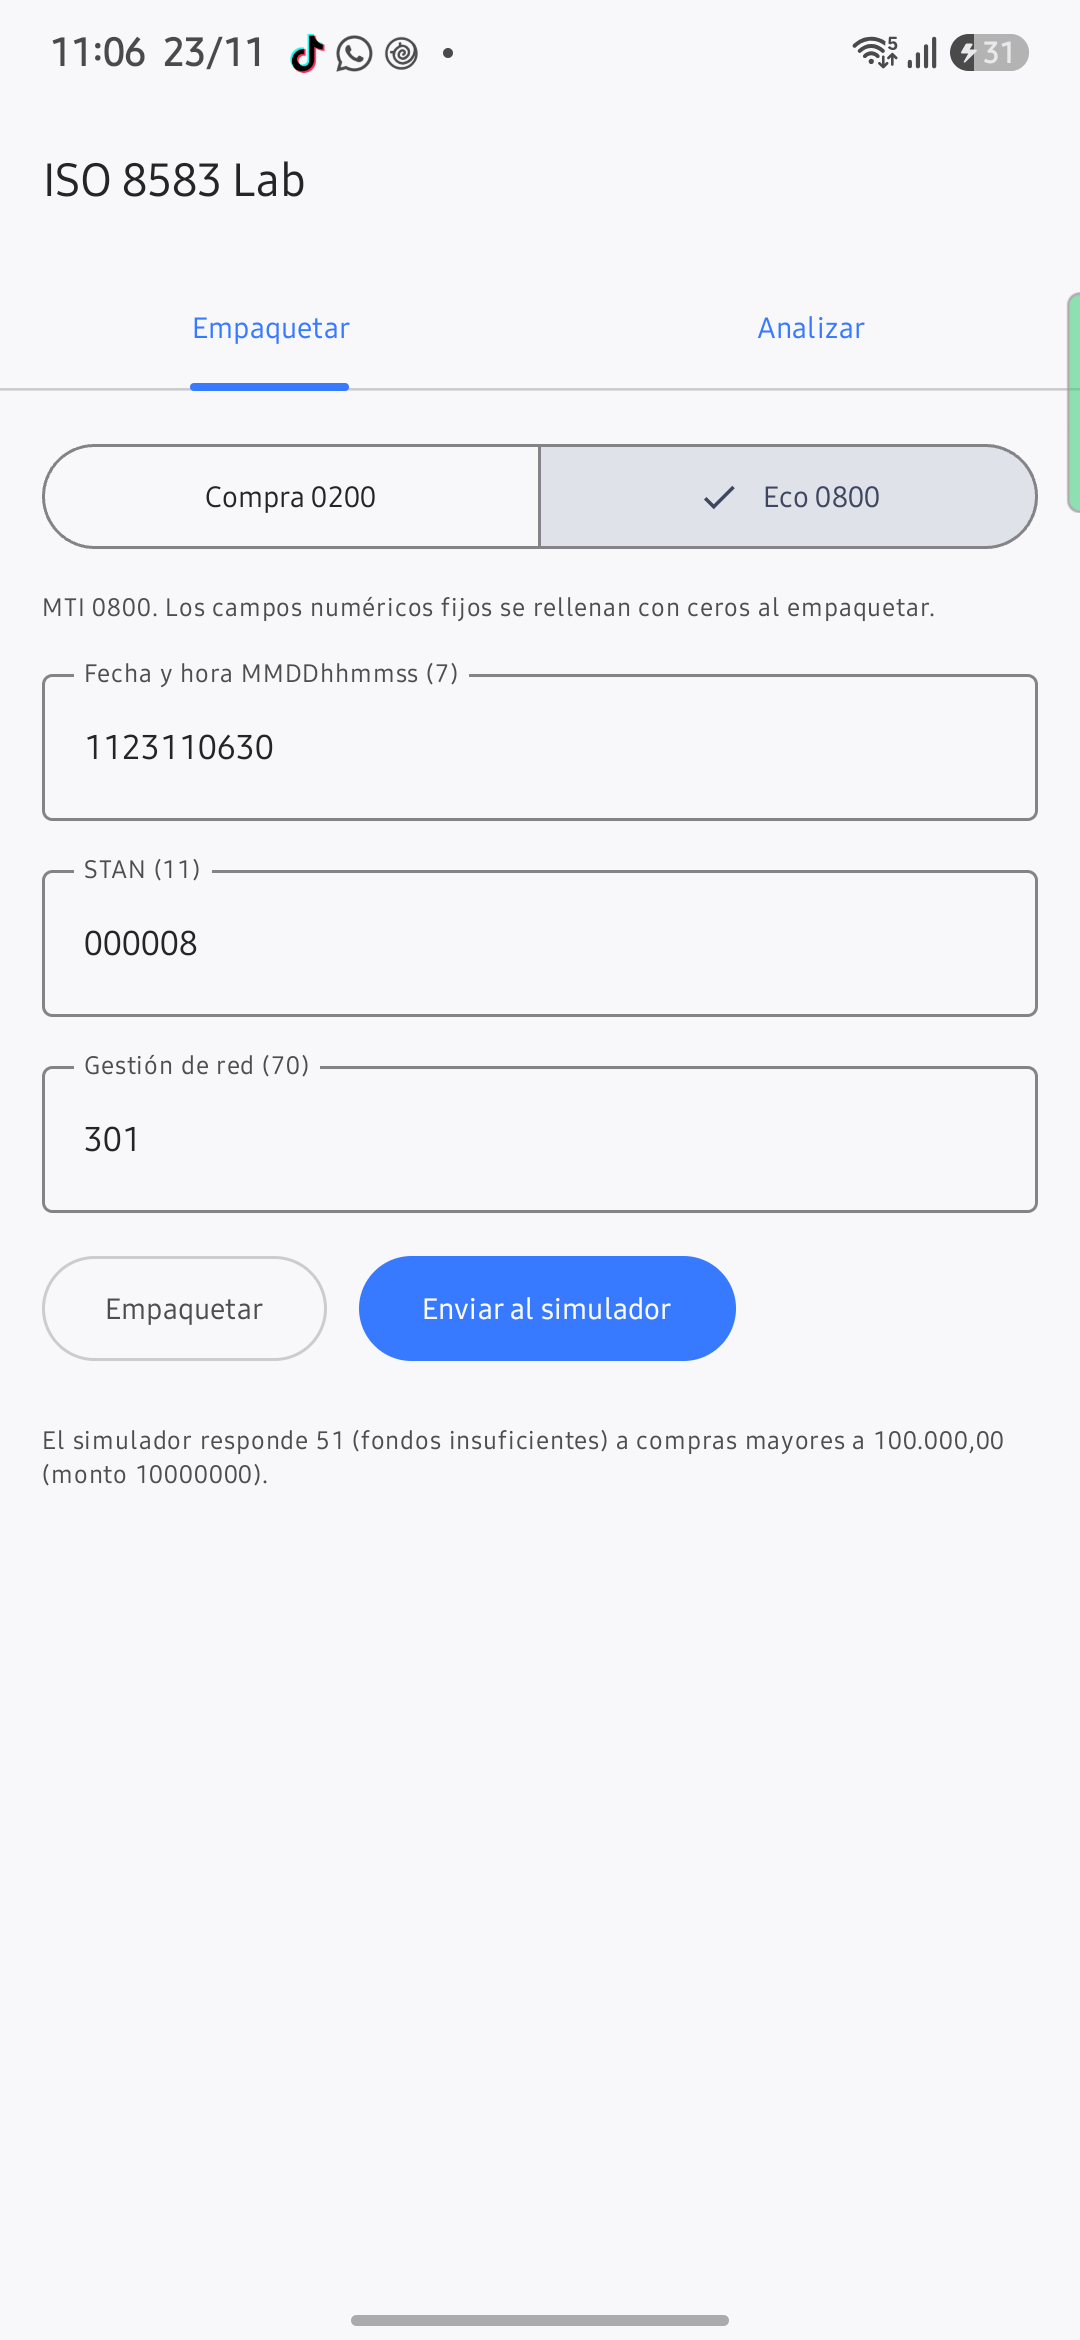 11:06 23/11
5
31
ISO 8583 Lab
Empaquetar
Analizar
Compra 0200
Eco 0800
MTI 0800. Los campos numéricos fijos se rellenan con ceros al empaquetar.
Fecha y hora MMDDhhmmss (7)
1123110630
STAN (11)
000008
Gestión de red (70)
301
Empaquetar
Enviar al simulador
El simulador responde 51 (fondos insuficientes) a compras mayores a 100.000,00
(monto 10000000).